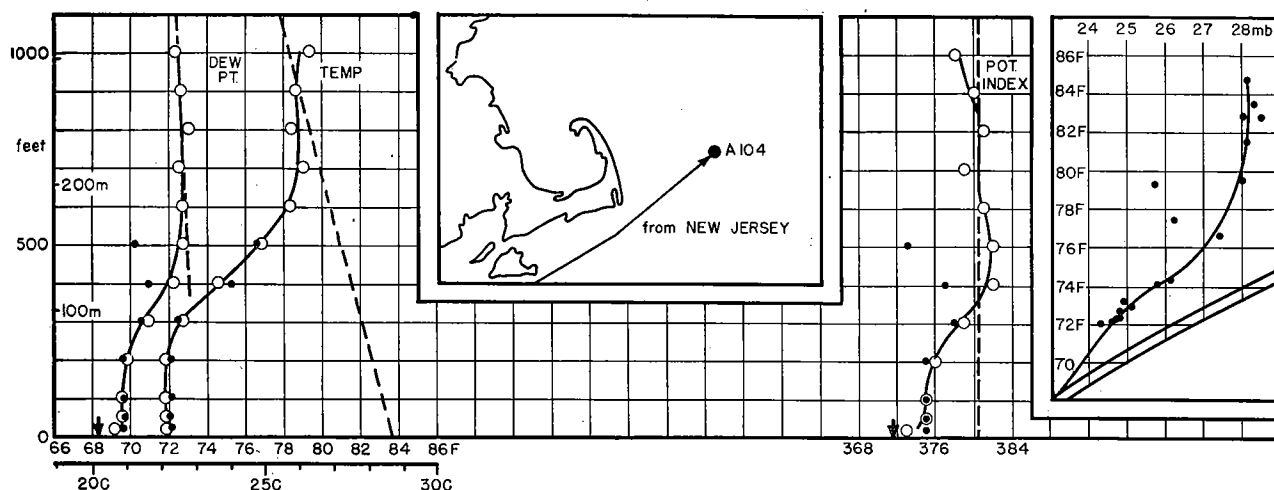 1000
feet
200m
500
100m
0
DEW
PT.
TEMP
66 68 70 72 74 76 78 80 82 84 86F
20C 25C 30C
A104
from NEW JERSEY
POT.
INDEX
368 376 384
24 25 26 27 28mb
86F
84F
82F
80F
78F
76F
74F
72F
70